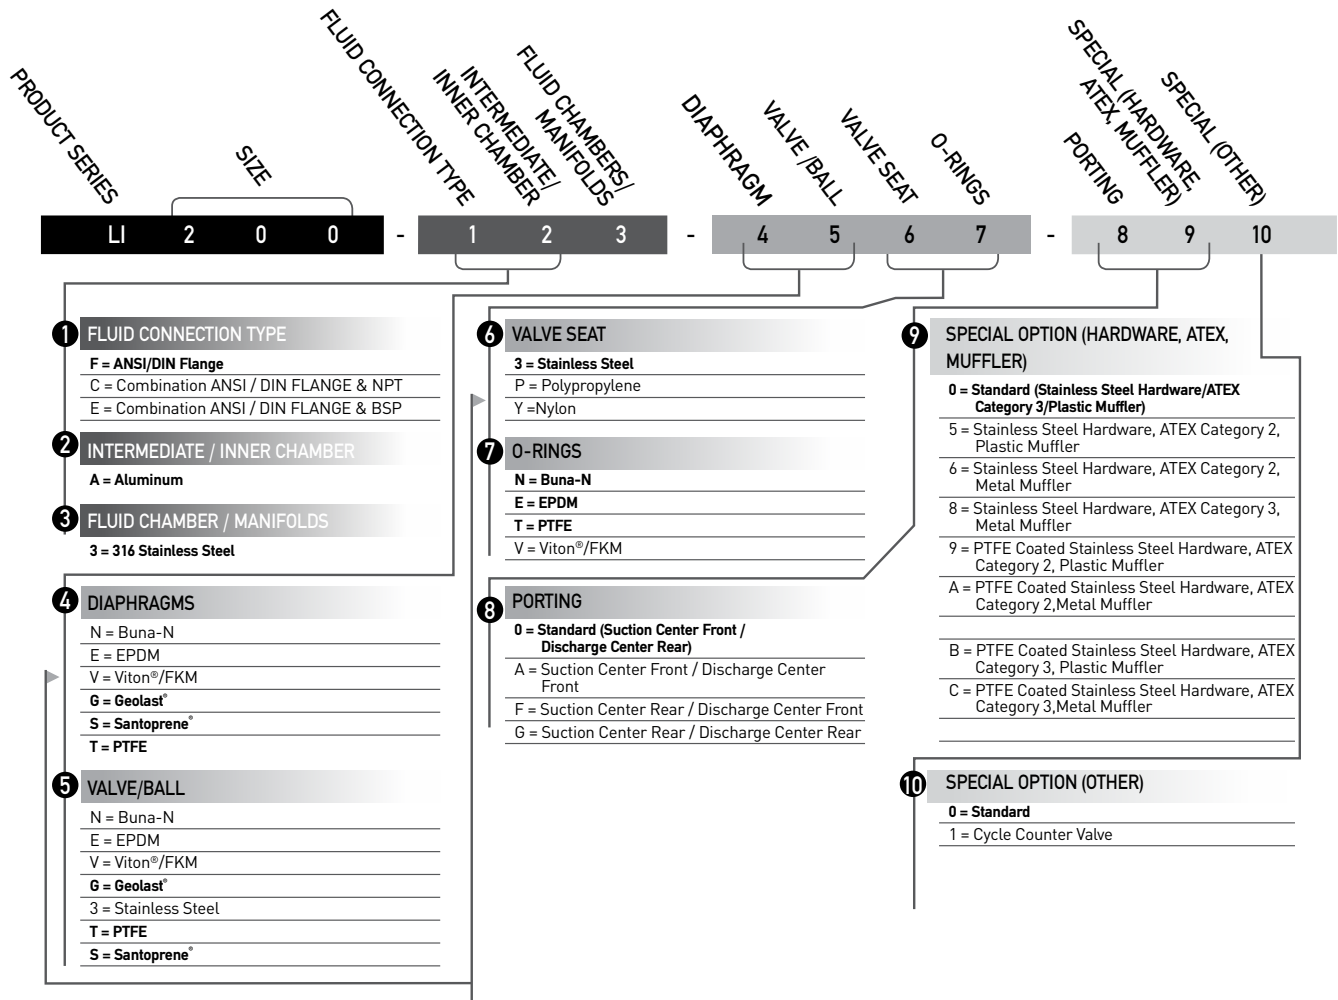 PRODUCT SERIES
SIZE
FLUID CONNECTION TYPE
INTERMEDIATE/
INNER CHAMBER
FLUID CHAMBERS/
MANIFOLDS
DIAPHRAGM
VALVE /BALL
VALVE SEAT
O-RINGS
PORTING
SPECIAL (HARDWARE,
ATEX, MUFFLER)
SPECIAL (OTHER)
LI 2 0 0 - 1 2 3 - 4 5 6 7 - 8 9 10
1 FLUID CONNECTION TYPE
F = ANSI/DIN Flange
C = Combination ANSI / DIN FLANGE & NPT
E = Combination ANSI / DIN FLANGE & BSP
2 INTERMEDIATE / INNER CHAMBER
A = Aluminum
3 FLUID CHAMBER / MANIFOLDS
3 = 316 Stainless Steel
4 DIAPHRAGMS
N = Buna-N
E = EPDM
V = Viton®/FKM
G = Geolast®
S = Santoprene®
T = PTFE
5 VALVE/BALL
N = Buna-N
E = EPDM
V = Viton®/FKM
G = Geolast®
3 = Stainless Steel
T = PTFE
S = Santoprene®
6 VALVE SEAT
3 = Stainless Steel
P = Polypropylene
Y =Nylon
7 O-RINGS
N = Buna-N
E = EPDM
T = PTFE
V = Viton®/FKM
8 PORTING
0 = Standard (Suction Center Front /
Discharge Center Rear)
A = Suction Center Front / Discharge Center
Front
F = Suction Center Rear / Discharge Center Front
G = Suction Center Rear / Discharge Center Rear
9 SPECIAL OPTION (HARDWARE, ATEX,
MUFFLER)
0 = Standard (Stainless Steel Hardware/ATEX
Category 3/Plastic Muffler)
5 = Stainless Steel Hardware, ATEX Category 2,
Plastic Muffler
6 = Stainless Steel Hardware, ATEX Category 2,
Metal Muffler
8 = Stainless Steel Hardware, ATEX Category 3,
Metal Muffler
9 = PTFE Coated Stainless Steel Hardware, ATEX
Category 2, Plastic Muffler
A = PTFE Coated Stainless Steel Hardware, ATEX
Category 2,Metal Muffler
B = PTFE Coated Stainless Steel Hardware, ATEX
Category 3, Plastic Muffler
C = PTFE Coated Stainless Steel Hardware, ATEX
Category 3,Metal Muffler
10 SPECIAL OPTION (OTHER)
0 = Standard
1 = Cycle Counter Valve